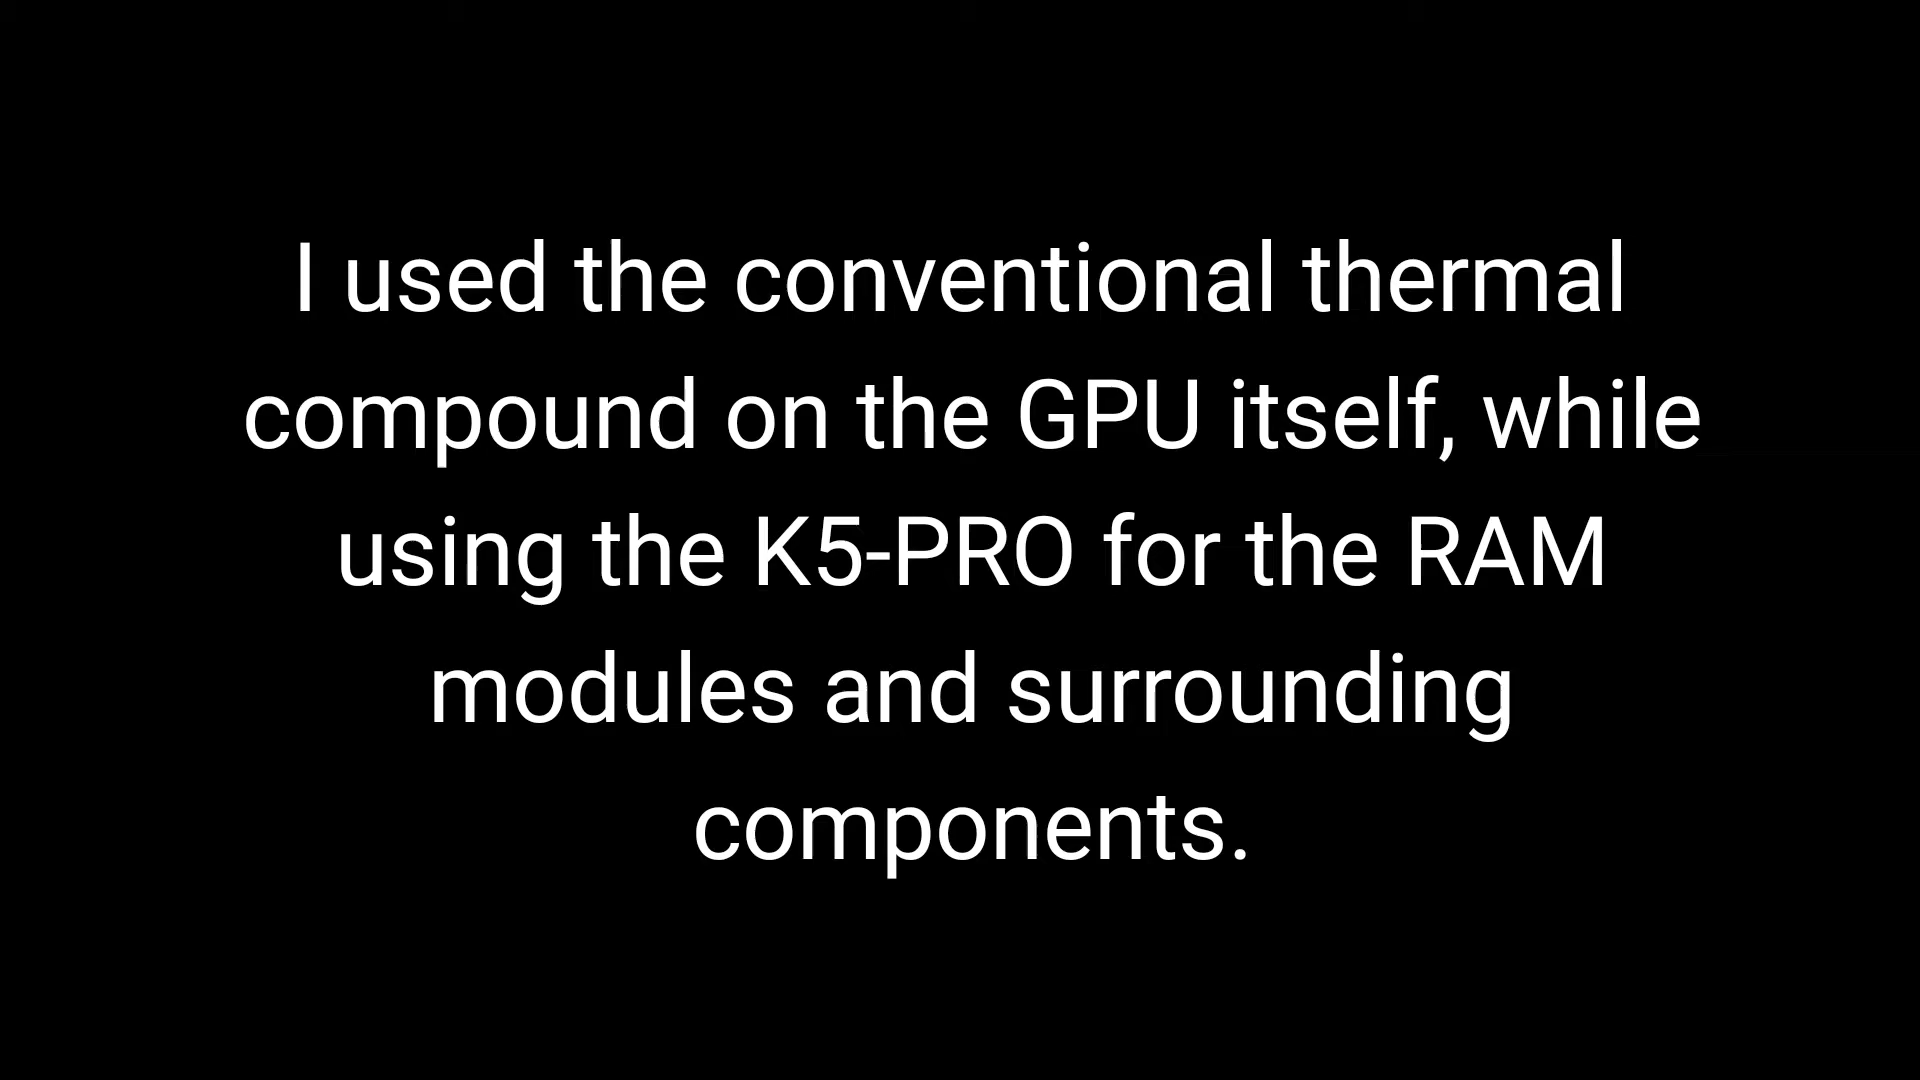 I used the conventional thermal
compound on the GPU itself, while
using the K5-PRO for the RAM
modules and surrounding
components.